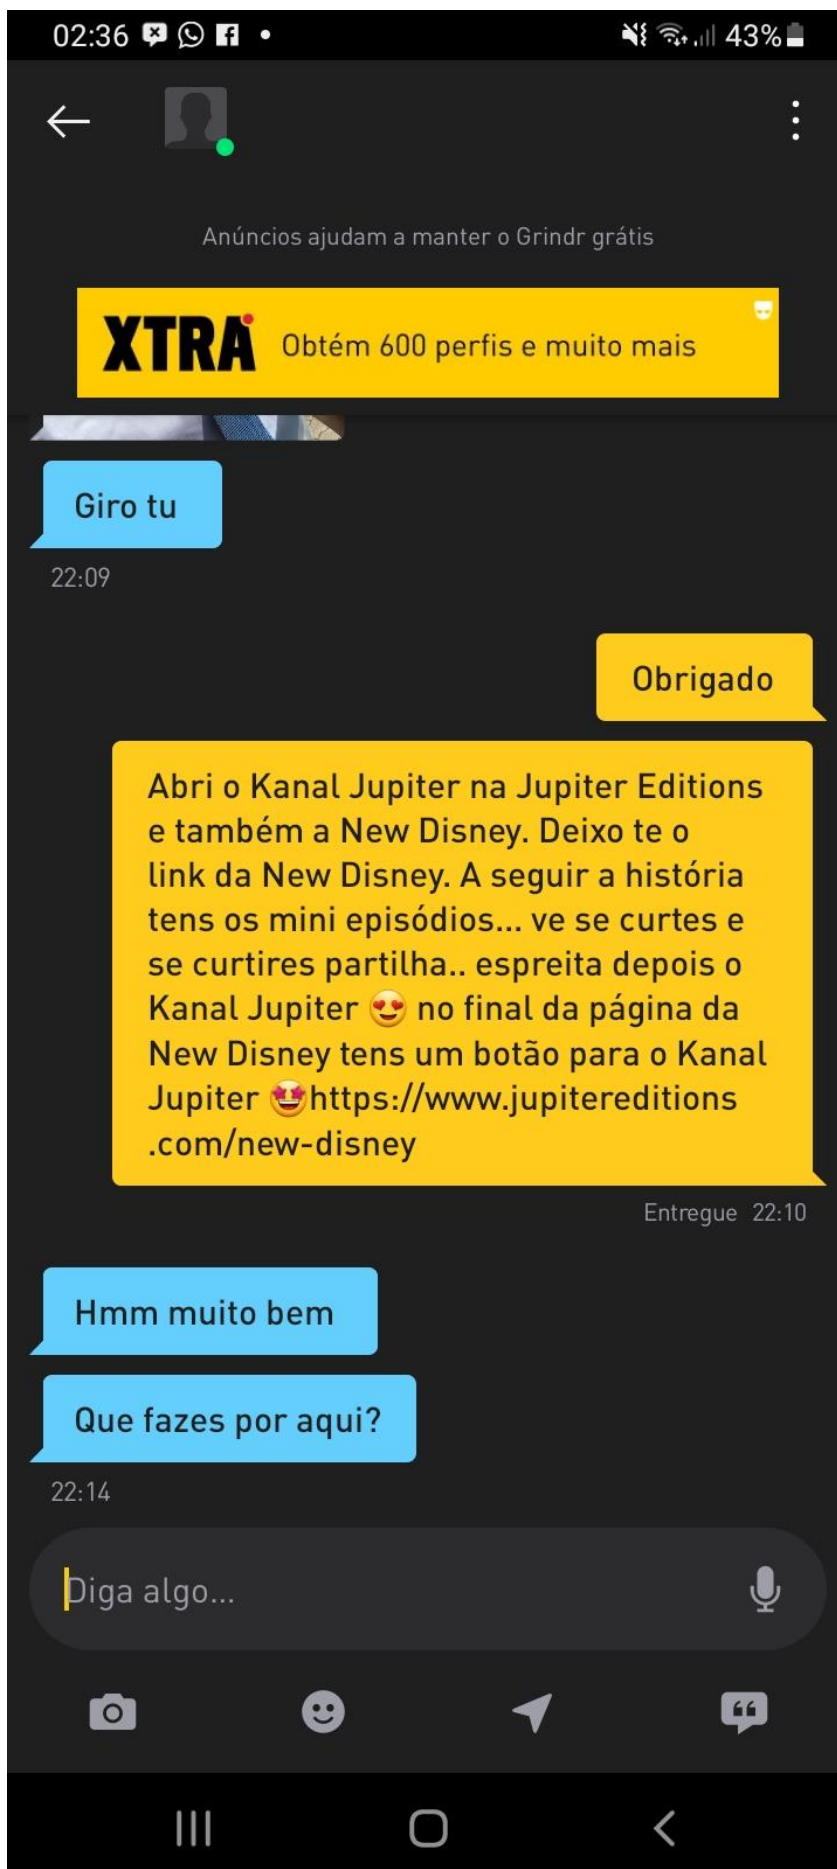 02:36
43%
Anúncios ajudam a manter o Grindr grátis
XTRA Obtém 600 perfis e muito mais
Giro tu
22:09
Obrigado
Abri o Kanal Jupiter na Jupiter Editions
e também a New Disney. Deixo te o
link da New Disney. A seguir a história
tens os mini episódios... ve se curtes e
se curtires partilha.. espreita depois o
Kanal Jupiter 😍 no final da página da
New Disney tens um botão para o Kanal
Jupiter 🤩https://www.jupitereditions
.com/new-disney
Entregue 22:10
Hmm muito bem
Que fazes por aqui?
22:14
Diga algo...